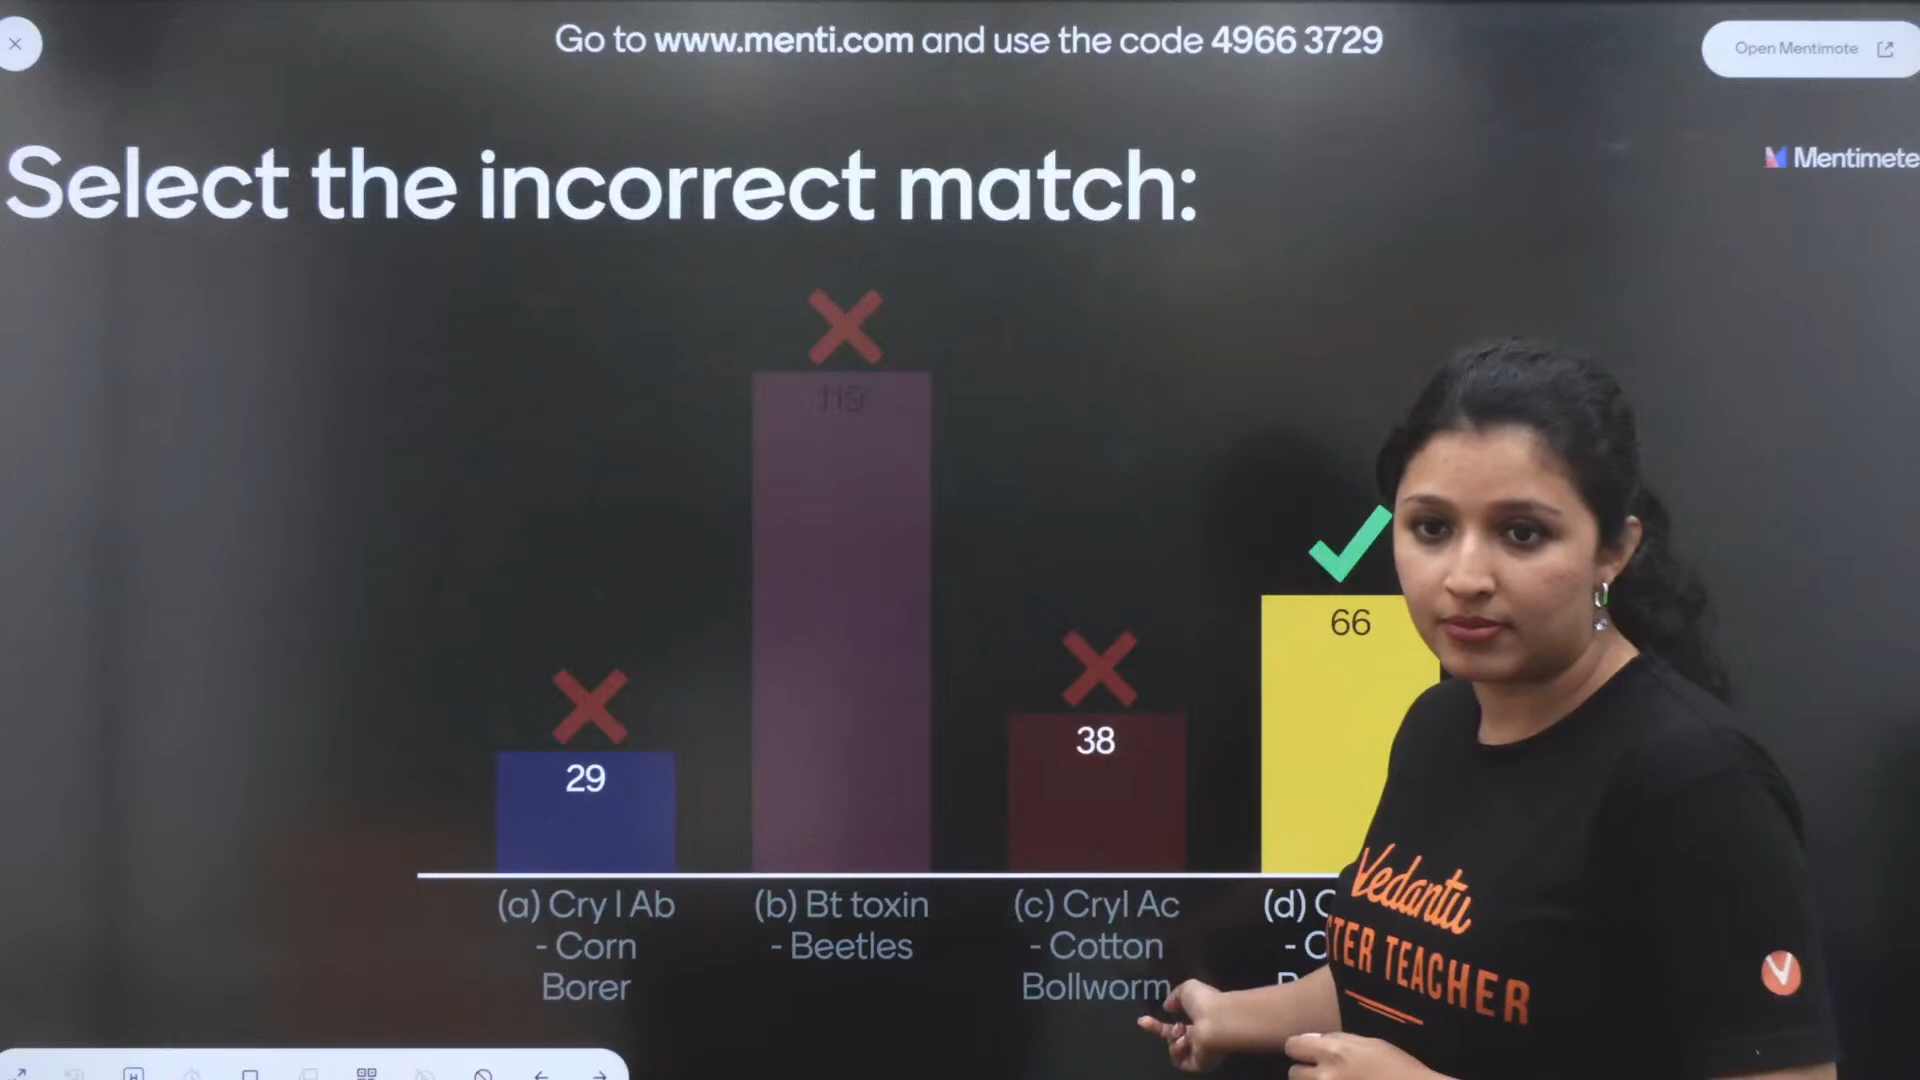 Go to www.menti.com and use the code 4966 3729
Open Mentimote
Mentimete
Select the incorrect match:
119
66
38
29
(a) Cry I Ab
- Corn
Borer
(b) Bt toxin
- Beetles
(c) CryI Ac
- Cotton
Bollworm
(d)
Vedantu
TER TEACHER